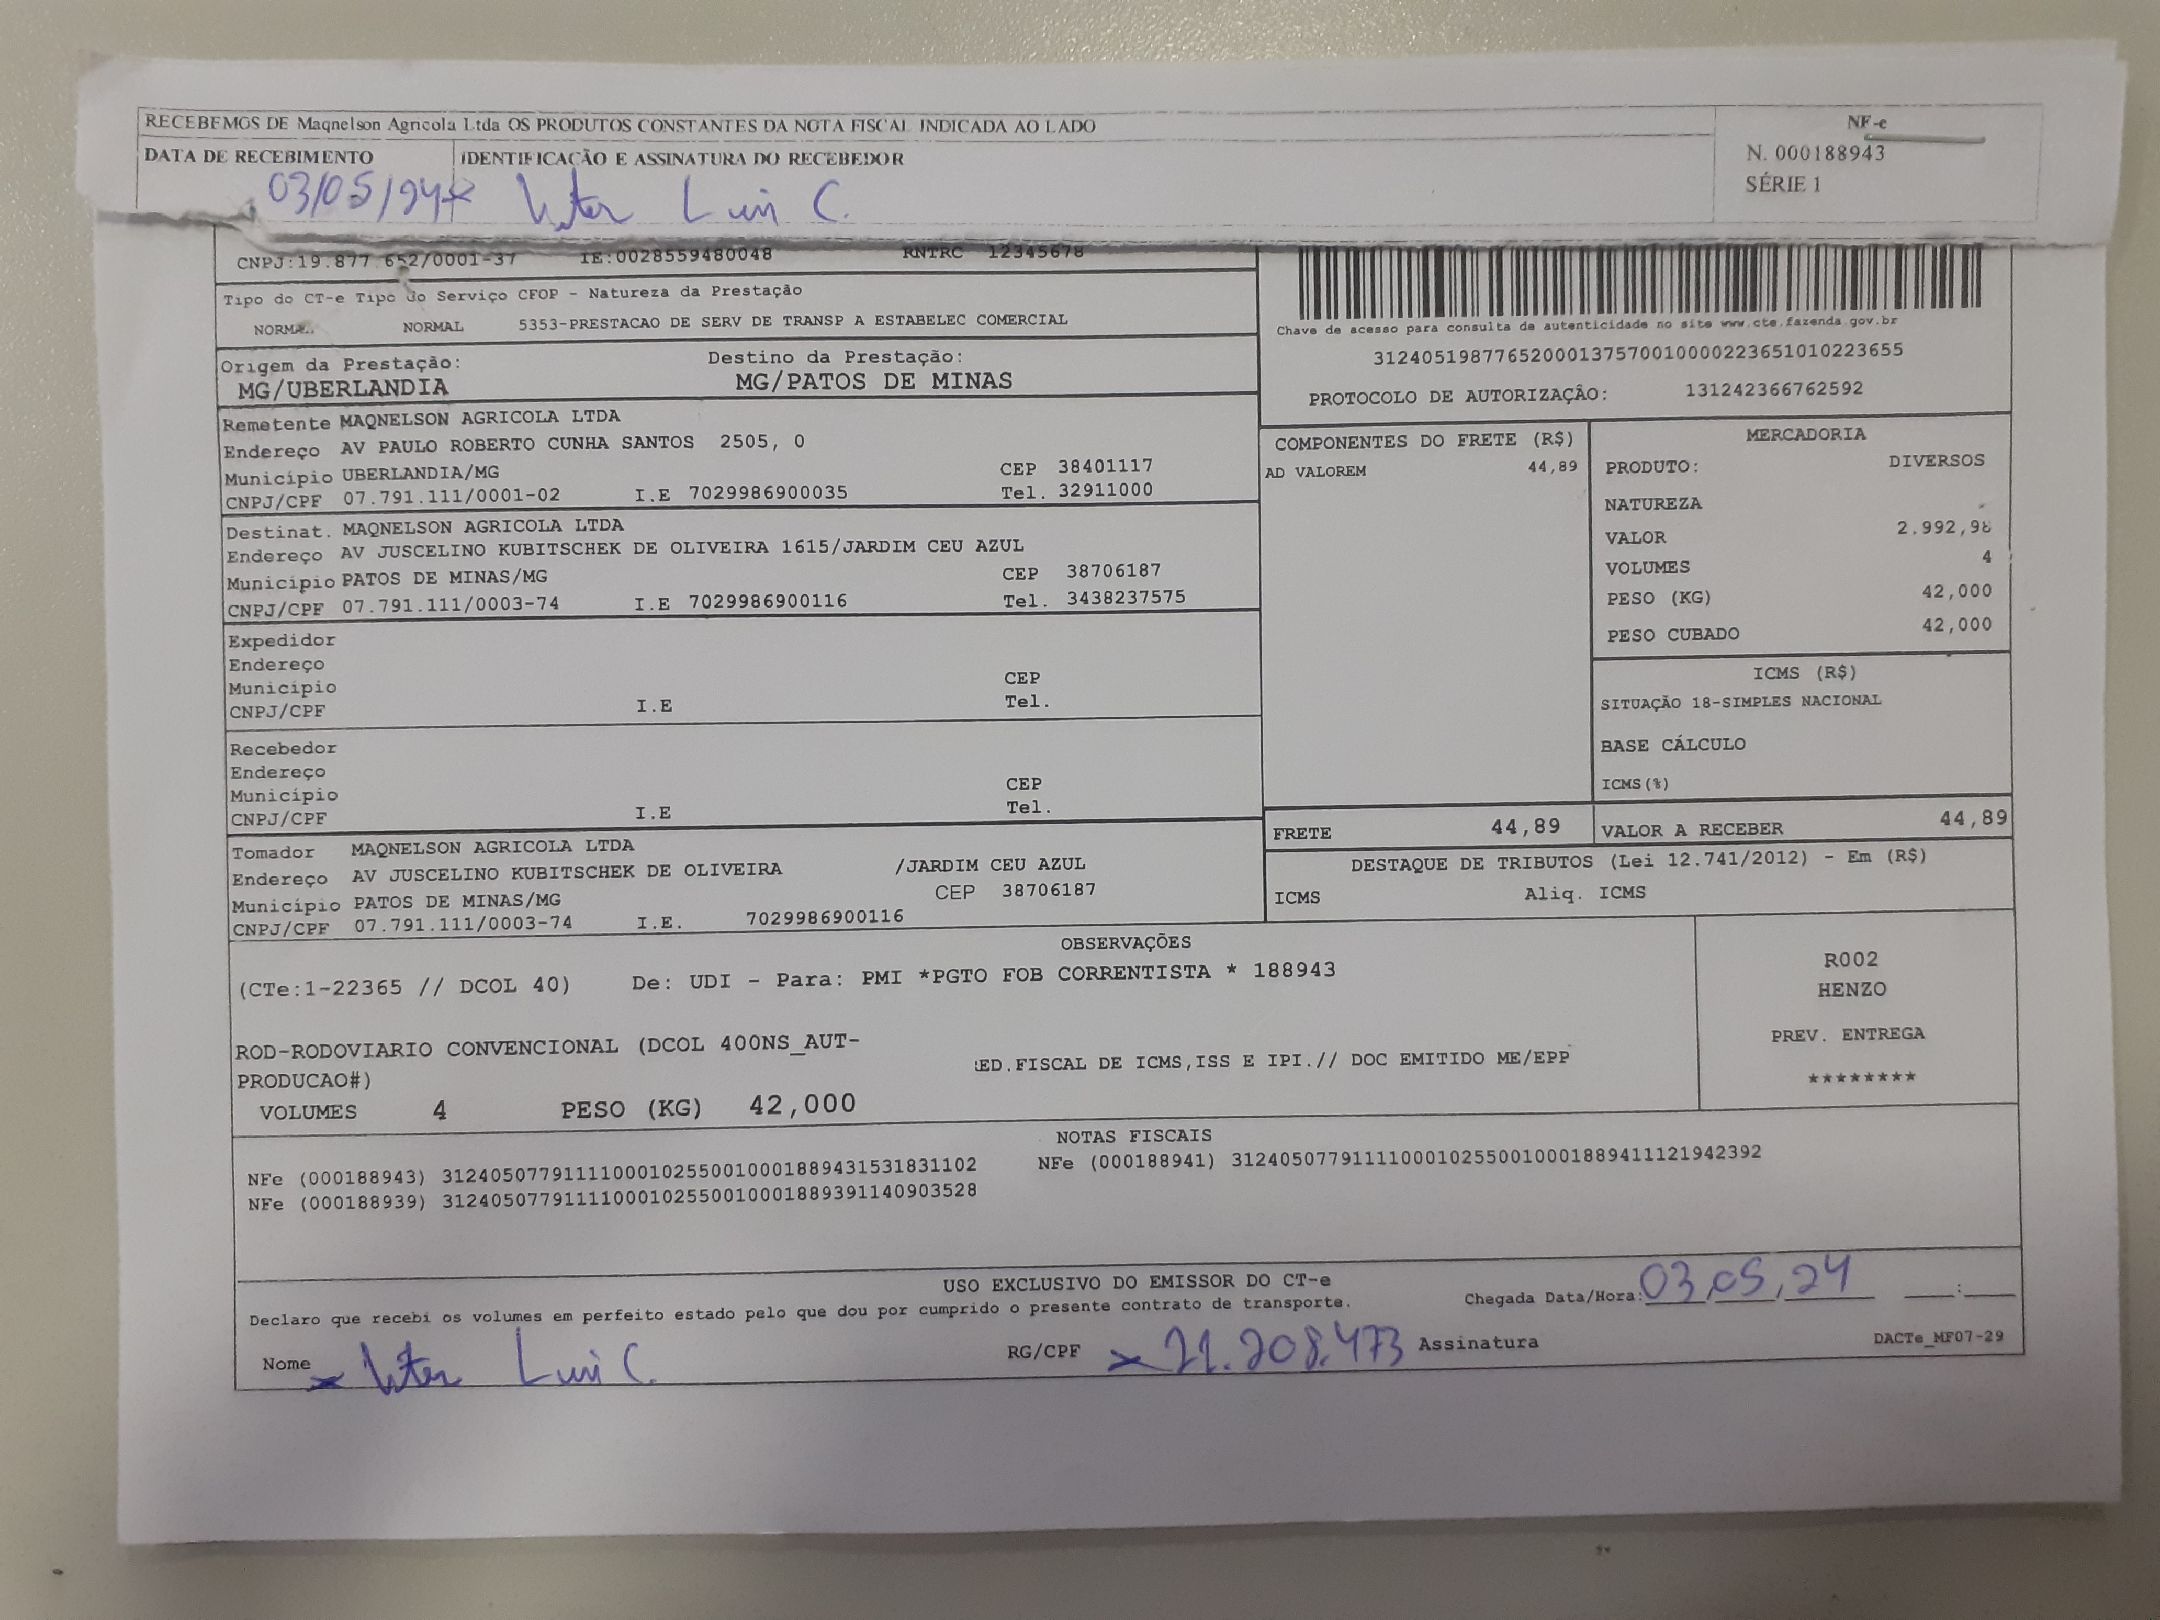 RECEBEMOS DE Maqnelson Agricola Ltda OS PRODUTOS CONSTANTES DA NOTA FISCAL INDICADA AO LADO
NF-e
DATA DE RECEBIMENTO IDENTIFICAÇÃO E ASSINATURA DO RECEBEDOR
N. 000188943
SÉRIE 1
03/05/24 Luis C.
CNPJ:19.877.652/0001-37 IE:0028559480048 RNTRC 12345678
Tipo do CT-e Tipo do Serviço CFOP - Natureza da Prestação
NORMAL NORMAL 5353-PRESTACAO DE SERV DE TRANSP A ESTABELEC COMERCIAL
Chave de acesso para consulta de autenticidade no site www.cte.fazenda.gov.br
31240519877652000137570010000223651010223655
PROTOCOLO DE AUTORIZAÇÃO: 131242366762592
Origem da Prestação: Destino da Prestação:
MG/UBERLANDIA MG/PATOS DE MINAS
Remetente MAQNELSON AGRICOLA LTDA
Endereço AV PAULO ROBERTO CUNHA SANTOS 2505, 0
Município UBERLANDIA/MG CEP 38401117
CNPJ/CPF 07.791.111/0001-02 I.E 7029986900035 Tel. 32911000
Destinat. MAQNELSON AGRICOLA LTDA
Endereço AV JUSCELINO KUBITSCHEK DE OLIVEIRA 1615/JARDIM CEU AZUL
Município PATOS DE MINAS/MG CEP 38706187
CNPJ/CPF 07.791.111/0003-74 I.E 7029986900116 Tel. 3438237575
Expedidor
Endereço
Município CEP
CNPJ/CPF I.E Tel.
Recebedor
Endereço
Município CEP
CNPJ/CPF I.E Tel.
Tomador MAQNELSON AGRICOLA LTDA
Endereço AV JUSCELINO KUBITSCHEK DE OLIVEIRA /JARDIM CEU AZUL
Município PATOS DE MINAS/MG CEP 38706187
CNPJ/CPF 07.791.111/0003-74 I.E. 7029986900116
COMPONENTES DO FRETE (R$)
AD VALOREM 44,89
MERCADORIA
PRODUTO: DIVERSOS
NATUREZA
VALOR 2.992,98
VOLUMES 4
PESO (KG) 42,000
PESO CUBADO 42,000
ICMS (R$)
SITUAÇÃO 18-SIMPLES NACIONAL
BASE CÁLCULO
ICMS(%)
FRETE 44,89 VALOR A RECEBER 44,89
DESTAQUE DE TRIBUTOS (Lei 12.741/2012) - Em (R$)
ICMS Aliq. ICMS
OBSERVAÇÕES
(CTe:1-22365 // DCOL 40) De: UDI - Para: PMI *PGTO FOB CORRENTISTA * 188943
ROD-RODOVIARIO CONVENCIONAL (DCOL 400NS_AUT-
PRODUCAO#)
ED.FISCAL DE ICMS,ISS E IPI.// DOC EMITIDO ME/EPP
VOLUMES 4 PESO (KG) 42,000
R002
HENZO
PREV. ENTREGA
********
NOTAS FISCAIS
NFe (000188943) 31240507791111000102550010001889431531831102 NFe (000188941) 31240507791111000102550010001889411121942392
NFe (000188939) 31240507791111000102550010001889391140903528
USO EXCLUSIVO DO EMISSOR DO CT-e
Declaro que recebi os volumes em perfeito estado pelo que dou por cumprido o presente contrato de transporte. Chegada Data/Hora: 03,05,24 :
Nome x Luis C. RG/CPF x 21.208.473 Assinatura
DACTe_MF07-29